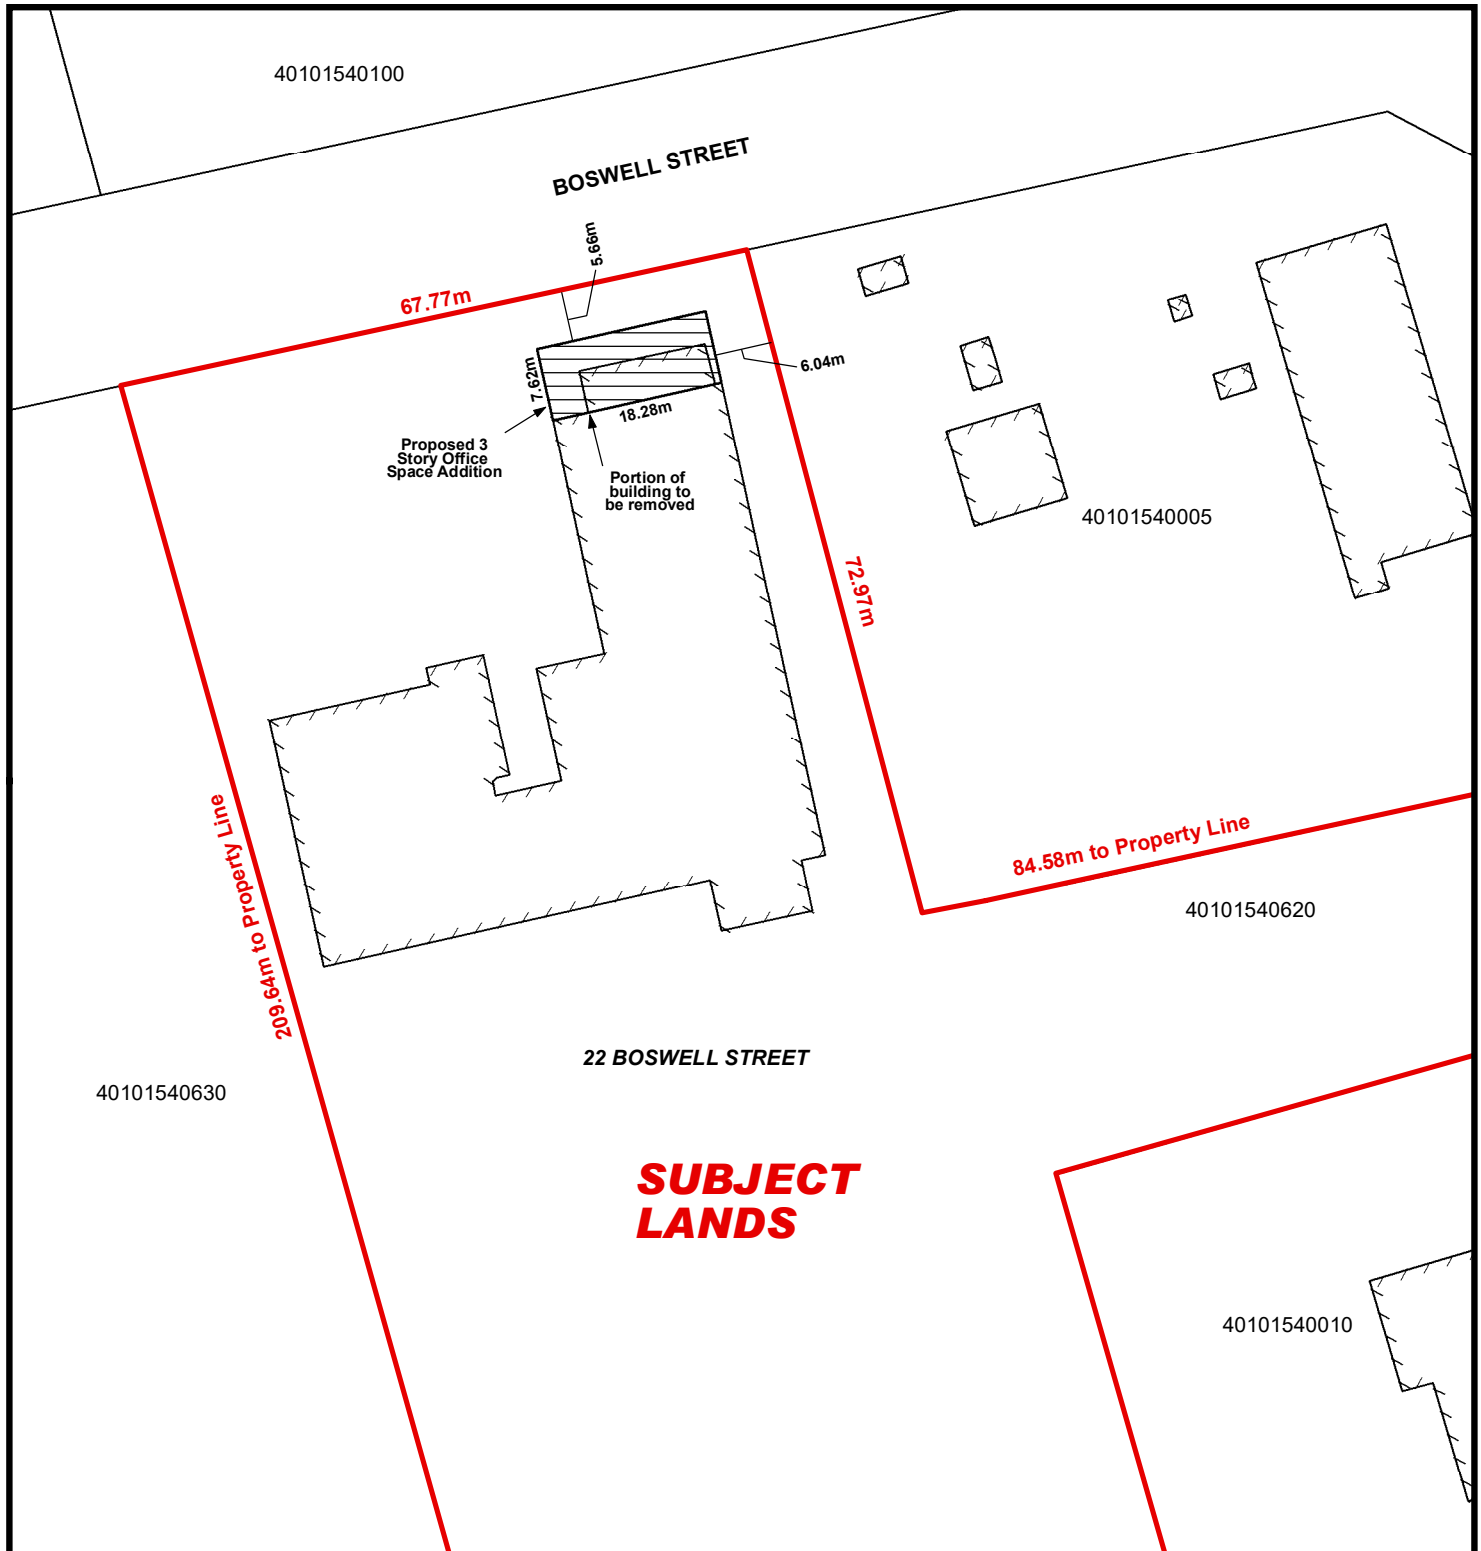 40101540100
BOSWELL STREET
5.66m
67.77m
7.62m
6.04m
18.28m
Proposed 3
Story Office
Space Addition
Portion of
building to
be removed
40101540005
72.97m
209.64m to Property Line
84.58m to Property Line
40101540620
22 BOSWELL STREET
40101540630
SUBJECT
LANDS
40101540010